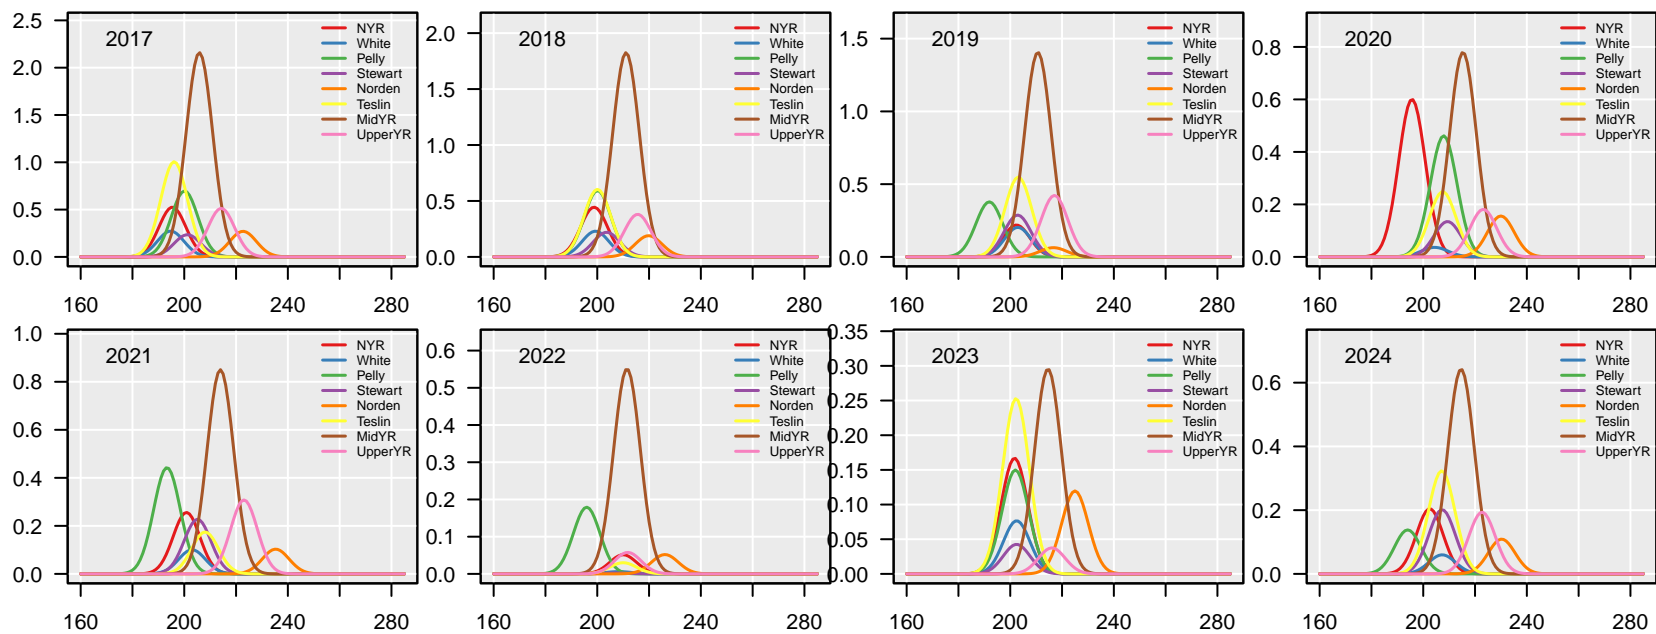 2.5
2.0
1.5
1.0
0.5
0.0
2017
NYR
White
Pelly
Stewart
Norden
Teslin
MidYR
UpperYR
160 200 240 280
2.0
1.5
1.0
0.5
0.0
2018
NYR
White
Pelly
Stewart
Norden
Teslin
MidYR
UpperYR
160 200 240 280
1.5
1.0
0.5
0.0
2019
NYR
White
Pelly
Stewart
Norden
Teslin
MidYR
UpperYR
160 200 240 280
0.8
0.6
0.4
0.2
0.0
2020
NYR
White
Pelly
Stewart
Norden
Teslin
MidYR
UpperYR
160 200 240 280
1.0
0.8
0.6
0.4
0.2
0.0
2021
NYR
White
Pelly
Stewart
Norden
Teslin
MidYR
UpperYR
160 200 240 280
0.6
0.5
0.4
0.3
0.2
0.1
0.0
2022
NYR
White
Pelly
Stewart
Norden
Teslin
MidYR
UpperYR
160 200 240 280
0.35
0.30
0.25
0.20
0.15
0.10
0.05
0.00
2023
NYR
White
Pelly
Stewart
Norden
Teslin
MidYR
UpperYR
160 200 240 280
0.6
0.4
0.2
0.0
2024
NYR
White
Pelly
Stewart
Norden
Teslin
MidYR
UpperYR
160 200 240 280